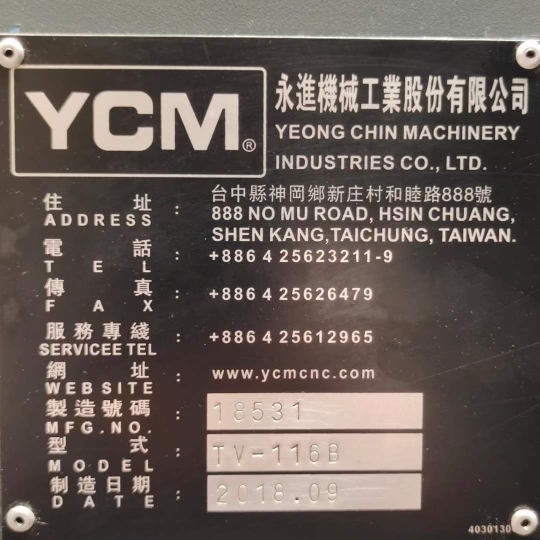 YCM®
永進機械工業股份有限公司
YEONG CHIN MACHINERY
INDUSTRIES CO., LTD.
住址 : 台中縣神岡鄉新庄村和睦路888號
ADDRESS 888 NO MU ROAD, HSIN CHUANG,
SHEN KANG,TAICHUNG, TAIWAN.
電話 : +886 4 25623211-9
TEL
傳真 : +886 4 25626479
FAX
服務專綫 : +886 4 25612965
SERVICEE TEL
網址 : www.ycmcnc.com
WEBSITE
製造號碼 : 18531
MFG.NO.
型式 : TV-116B
MODEL
制造日期 : 2018.09
DATE
4030130